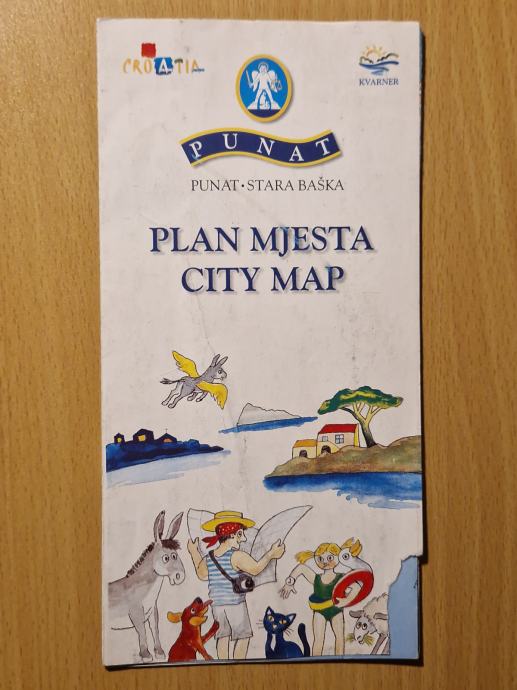 CROATIA
KVARNER
PUNAT
PUNAT • STARA BAŠKA
PLAN MJESTA
CITY MAP